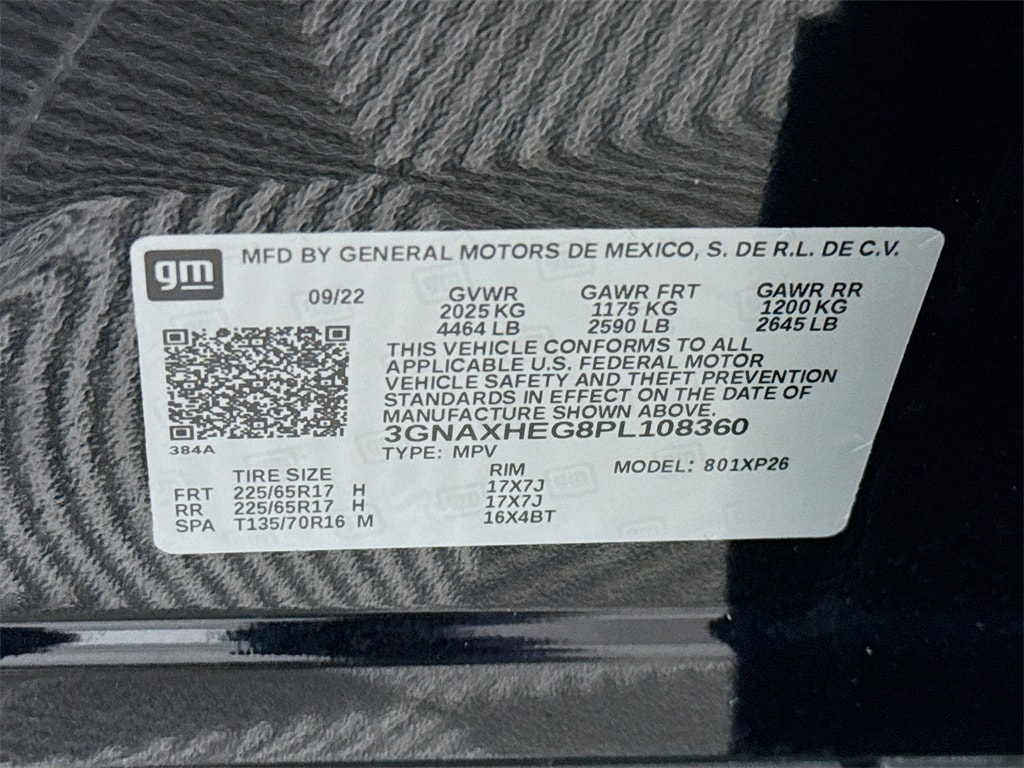 gm MFD BY GENERAL MOTORS DE MEXICO, S. DE R.L. DE C.V.
09/22 GVWR GAWR FRT GAWR RR
2025 KG 1175 KG 1200 KG
4464 LB 2590 LB 2645 LB
THIS VEHICLE CONFORMS TO ALL
APPLICABLE U.S. FEDERAL MOTOR
VEHICLE SAFETY AND THEFT PREVENTION
STANDARDS IN EFFECT ON THE DATE OF
MANUFACTURE SHOWN ABOVE.
3GNAXHEG8PL108360
384A
TYPE: MPV
TIRE SIZE RIM MODEL: 801XP26
FRT 225/65R17 H 17X7J
RR 225/65R17 H 17X7J
SPA T135/70R16 M 16X4BT